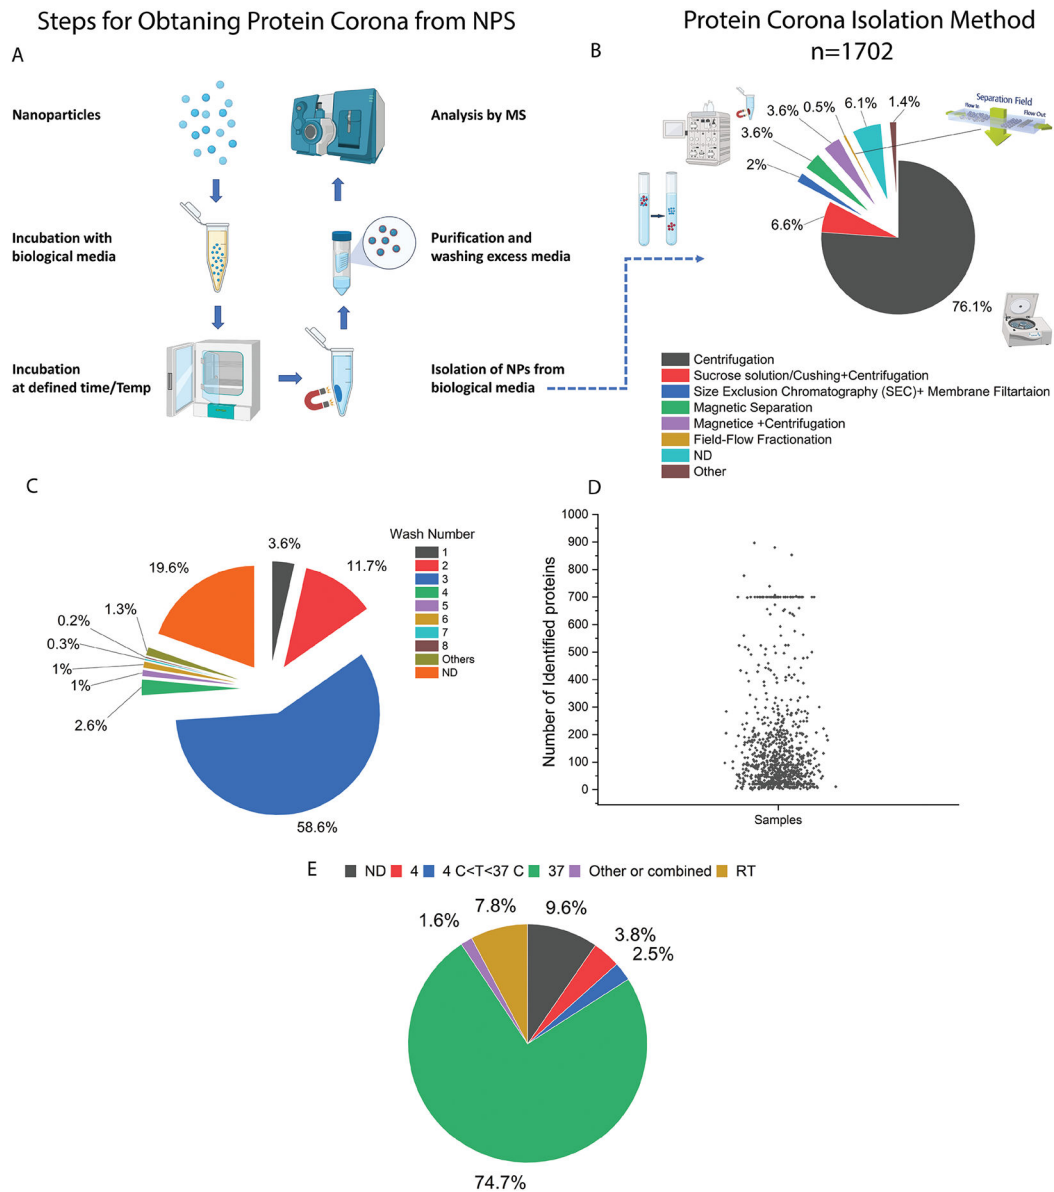 Steps for Obtaning Protein Corona from NPS
A
Nanoparticles
Analysis by MS
Incubation with
biological media
Purification and
washing excess media
Incubation
at defined time/Temp
Isolation of NPs from
biological media
Protein Corona Isolation Method
n=1702
B
Separation Field
Flow In
Flow Out
3.6%
3.6%
0.5%
6.1%
1.4%
2%
6.6%
76.1%
Centrifugation
Sucrose solution/Cushing+Centrifugation
Size Exclusion Chromatography (SEC)+ Membrane Filtartaion
Magnetic Separation
Magnetice +Centrifugation
Field-Flow Fractionation
ND
Other
C
3.6%
11.7%
19.6%
1.3%
0.2%
0.3%
1%
1%
2.6%
58.6%
Wash Number
1
2
3
4
5
6
7
8
Others
ND
D
Number of Identified proteins
1000
900
800
700
600
500
400
300
200
100
0
Samples
E
ND 4 4 C<T<37 C 37 Other or combined RT
1.6%
7.8%
9.6%
3.8%
2.5%
74.7%